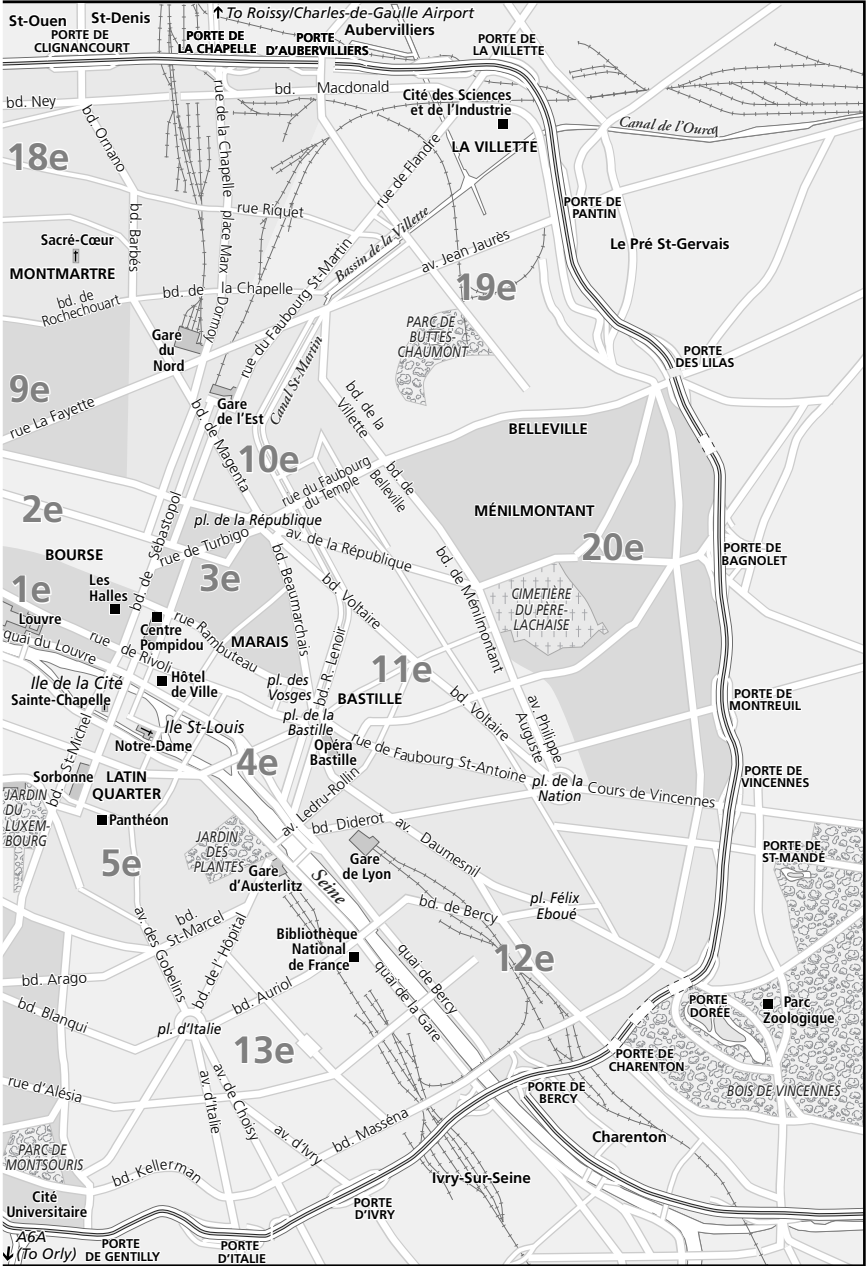 ↑ To Roissy/Charles-de-Gaulle Airport
St-Ouen
St-Denis
Aubervilliers
PORTE DE
CLIGNANCOURT
PORTE DE
LA CHAPELLE
PORTE
D'AUBERVILLIERS
PORTE DE
LA VILLETTE
bd. Ney
bd. Macdonald
Cité des Sciences
et de l'Industrie
LA VILLETTE
Canal de l'Ourcq
bd. Ornano
rue de la Chapelle
18e
rue de Flandre
rue Riquet
PORTE DE
PANTIN
Le Pré St-Gervais
place Marx Dormoy
bd. Barbés
Sacré-Cœur
MONTMARTRE
Bassin de la Villette
av. Jean Jaurès
rue du Faubourg St-Martin
bd. de la Chapelle
bd. de
Rochechouart
19e
PARC DE
BUTTES-
CHAUMONT
Gare
du
Nord
Canal St-Martin
PORTE
DES LILAS
9e
rue La Fayette
Gare
de l'Est
bd. de Magenta
bd. de la
Villette
BELLEVILLE
10e
rue du Faubourg
du Temple
bd. de
Belleville
MÉNILMONTANT
2e
bd. de Sébastopol
pl. de la République
rue de Turbigo
av. de la République
20e
PORTE DE
BAGNOLET
BOURSE
1e
Les
Halles
3e
bd. Beaumarchais
bd. Voltaire
bd. de Ménilmontant
CIMETIÈRE
DU PÈRE-
LACHAISE
Louvre
quai du Louvre
rue de Rivoli
Centre
Pompidou
rue Rambuteau
MARAIS
bd. R. Lenoir
11e
Ile de la Cité
Sainte-Chapelle
Hôtel
de Ville
pl. des
Vosges
BASTILLE
bd. Voltaire
av. Philippe
Auguste
PORTE DE
MONTREUIL
bd. St-Michel
Ile St-Louis
Notre-Dame
pl. de la
Bastille
Opéra
Bastille
rue de Faubourg St-Antoine
4e
Sorbonne
LATIN
QUARTER
pl. de la
Nation
Cours de Vincennes
PORTE DE
VINCENNES
JARDIN
DU
LUXEM-
BOURG
Panthéon
av. Ledru-Rollin
bd. Diderot
av. Daumesnil
JARDIN
DES
PLANTES
PORTE DE
ST-MANDÉ
5e
Gare
d'Austerlitz
Seine
Gare
de Lyon
pl. Félix
Eboué
av. des Gobelins
bd.
St-Marcel
bd. de l' Hôpital
bd. de Bercy
Bibliothèque
National
de France
12e
quai de Bercy
quai de la Gare
bd. Arago
bd. Auriol
bd. Blanqui
pl. d'Italie
PORTE
DORÉE
Parc
Zoologique
13e
PORTE DE
CHARENTON
rue d'Alésia
av. d'Italie
av. de Choisy
PORTE DE
BERCY
BOIS DE VINCENNES
av. d'Ivry
bd. Masséna
Charenton
PARC DE
MONTSOURIS
bd. Kellerman
Ivry-Sur-Seine
Cité
Universitaire
PORTE
D'IVRY
A6A
↓ (To Orly)
PORTE
DE GENTILLY
PORTE
D'ITALIE